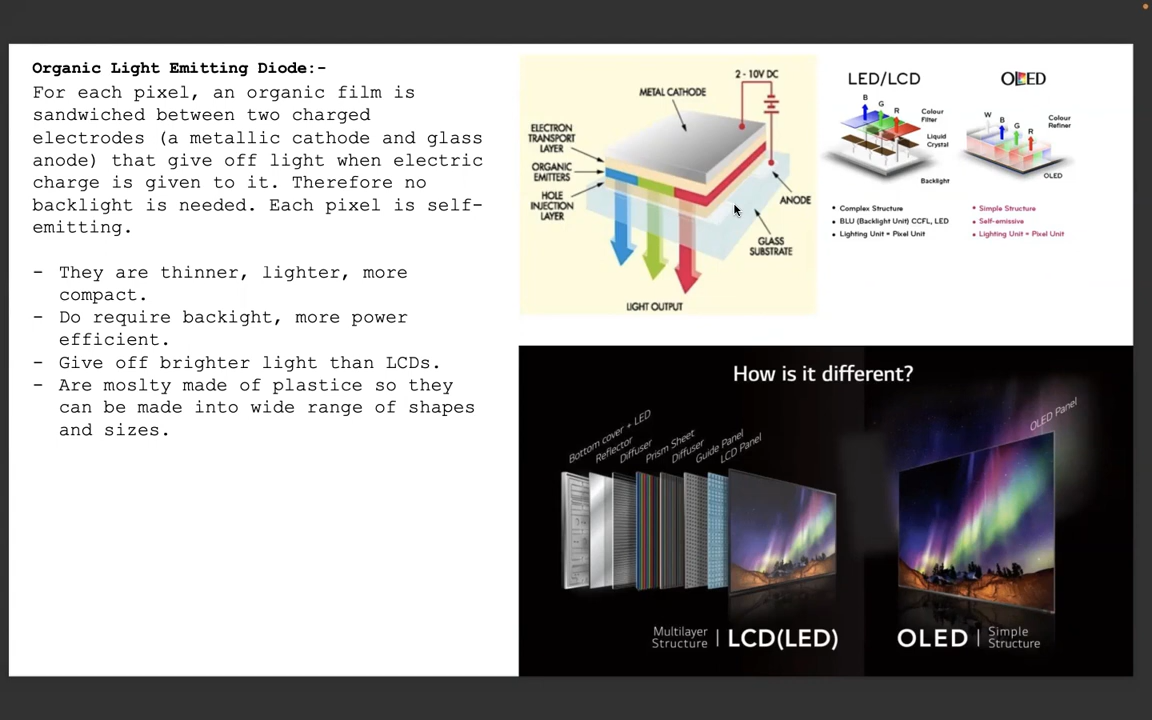 Organic Light Emitting Diode:-
For each pixel, an organic film is
sandwiched between two charged
electrodes (a metallic cathode and glass
anode) that give off light when electric
charge is given to it. Therefore no
backlight is needed. Each pixel is self-
emitting.
- They are thinner, lighter, more
compact.
- Do require backight, more power
efficient.
- Give off brighter light than LCDs.
- Are moslty made of plastice so they
can be made into wide range of shapes
and sizes.
2 - 10V DC
METAL CATHODE
ELECTRON
TRANSPORT
LAYER
ORGANIC
EMITTERS
HOLE
INJECTION
LAYER
ANODE
GLASS
SUBSTRATE
LIGHT OUTPUT
LED/LCD
B
G
R
Colour
Filter
Liquid
Crystal
Backlight
• Complex Structure
• BLU (Backlight Unit) CCFL, LED
• Lighting Unit + Pixel Unit
OLED
W
B
G
R
Colour
Refiner
OLED
• Simple Structure
• Self-emissive
• Lighting Unit = Pixel Unit
How is it different?
Bottom cover + LED
Reflector
Diffuser
Prism Sheet
Diffuser
Guide Panel
LCD Panel
OLED Panel
Multilayer
Structure | LCD(LED)
OLED | Simple
Structure